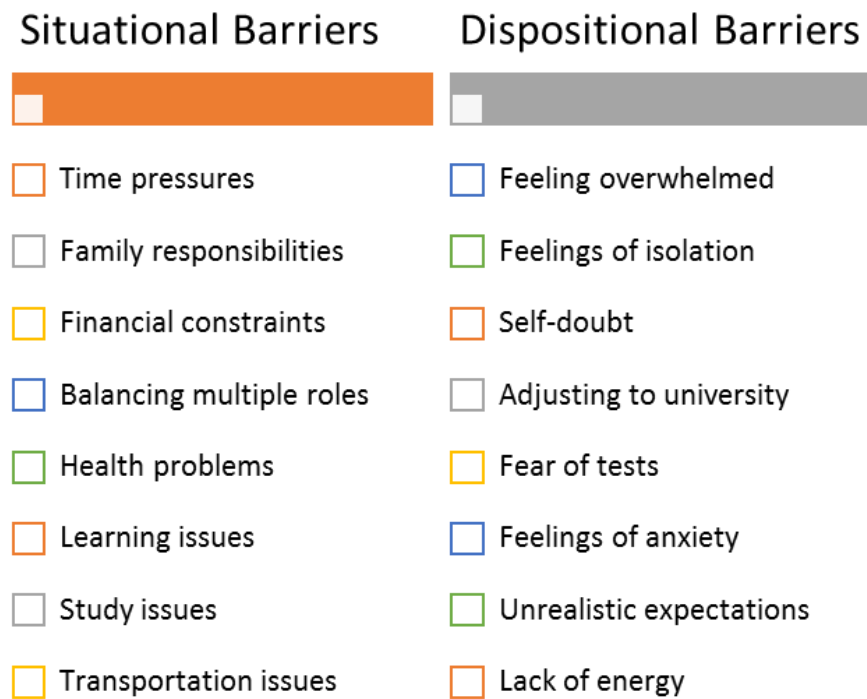 Situational Barriers
Time pressures
Family responsibilities
Financial constraints
Balancing multiple roles
Health problems
Learning issues
Study issues
Transportation issues
Dispositional Barriers
Feeling overwhelmed
Feelings of isolation
Self-doubt
Adjusting to university
Fear of tests
Feelings of anxiety
Unrealistic expectations
Lack of energy